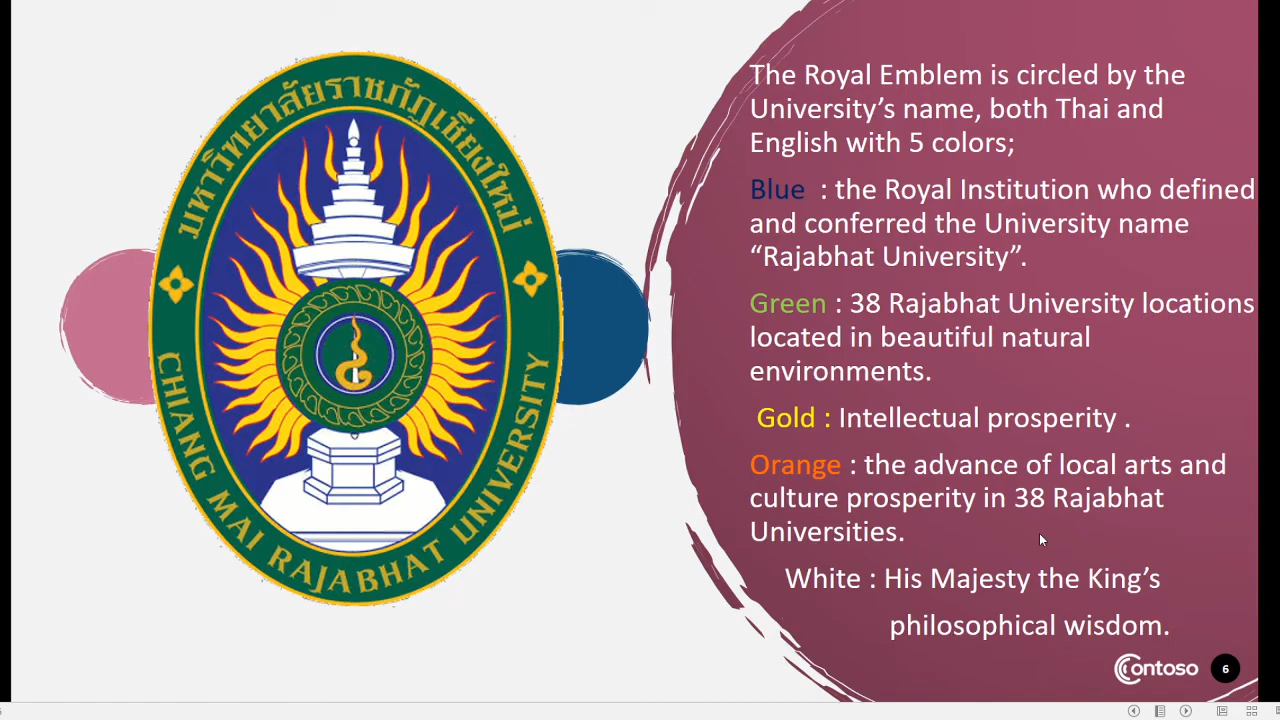 มหาวิทยาลัยราชภัฏเชียงใหม่
CHIANG MAI RAJABHAT UNIVERSITY
The Royal Emblem is circled by the
University’s name, both Thai and
English with 5 colors;
Blue : the Royal Institution who defined
and conferred the University name
“Rajabhat University”.
Green : 38 Rajabhat University locations
located in beautiful natural
environments.
Gold : Intellectual prosperity .
Orange : the advance of local arts and
culture prosperity in 38 Rajabhat
Universities.
White : His Majesty the King’s
philosophical wisdom.
Contoso
6